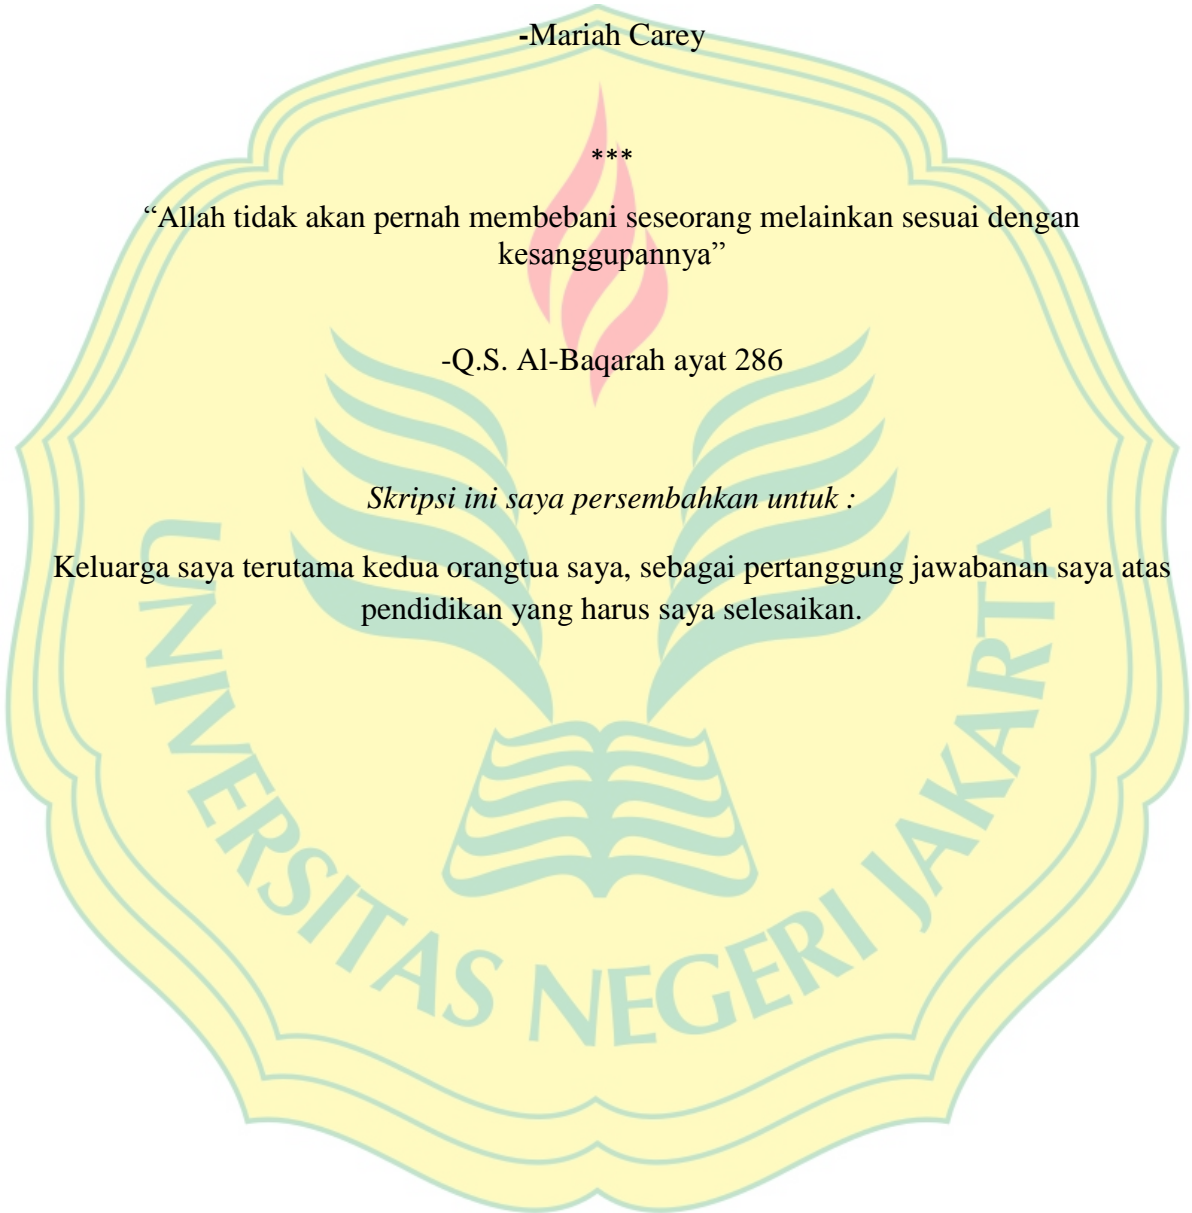 -Mariah Carey
***
“Allah tidak akan pernah membebani seseorang melainkan sesuai dengan
kesanggupannya”
-Q.S. Al-Baqarah ayat 286
Skripsi ini saya persembahkan untuk :
Keluarga saya terutama kedua orangtua saya, sebagai pertanggung jawabanan saya atas
pendidikan yang harus saya selesaikan.
UNIVERSITAS NEGERI JAKARTA